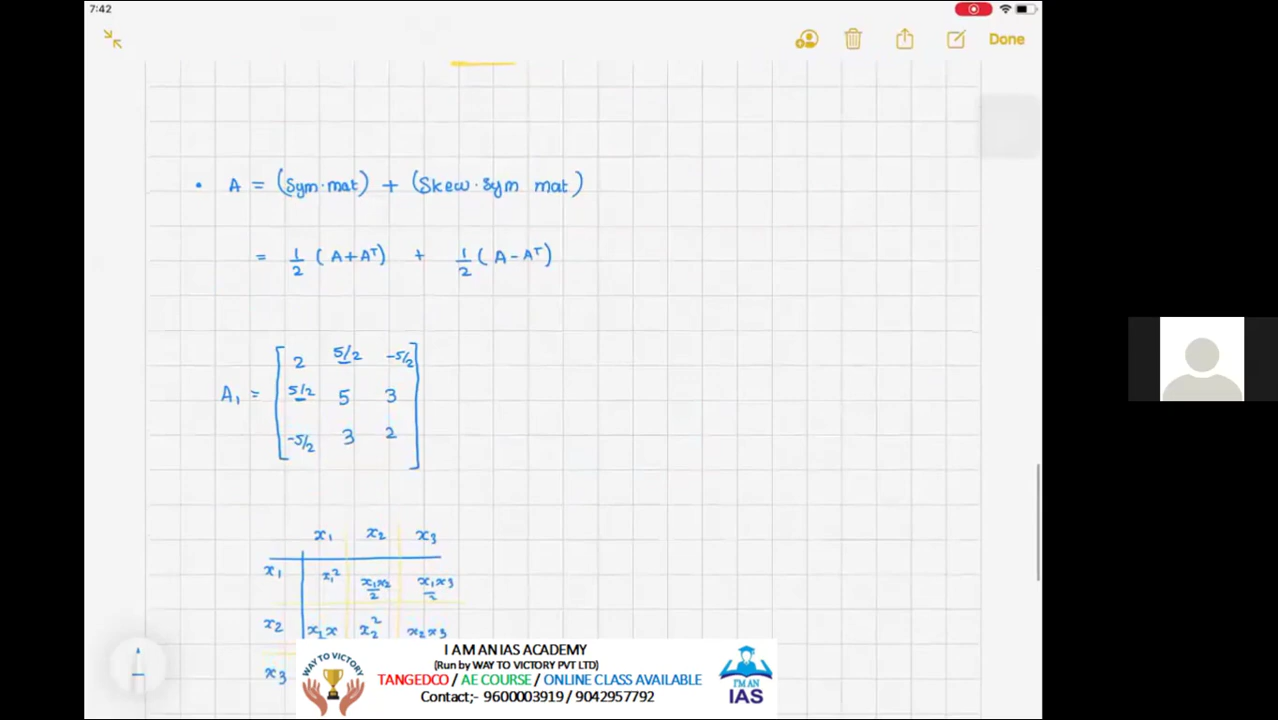 7:42
Done
• A = (Sym·mat) + (Skew·Sym mat)
= 1/2 (A+Aᵀ) + 1/2 (A-Aᵀ)
A₁ =
2 5/2 -5/2
5/2 5 3
-5/2 3 2
x₁ x₂ x₃
x₁ x₁² x₁x₂/2 x₁x₃/2
x₂ x₂x x₂² x₂x₃
x₃
WAY TO VICTORY
I A M AN IAS ACADEMY
(Run by WAY TO VICTORY PVT LTD)
TANGEDCO / AE COURSE / ONLINE CLASS AVAILABLE
Contact;- 9600003919 / 9042957792
I'M AN
IAS